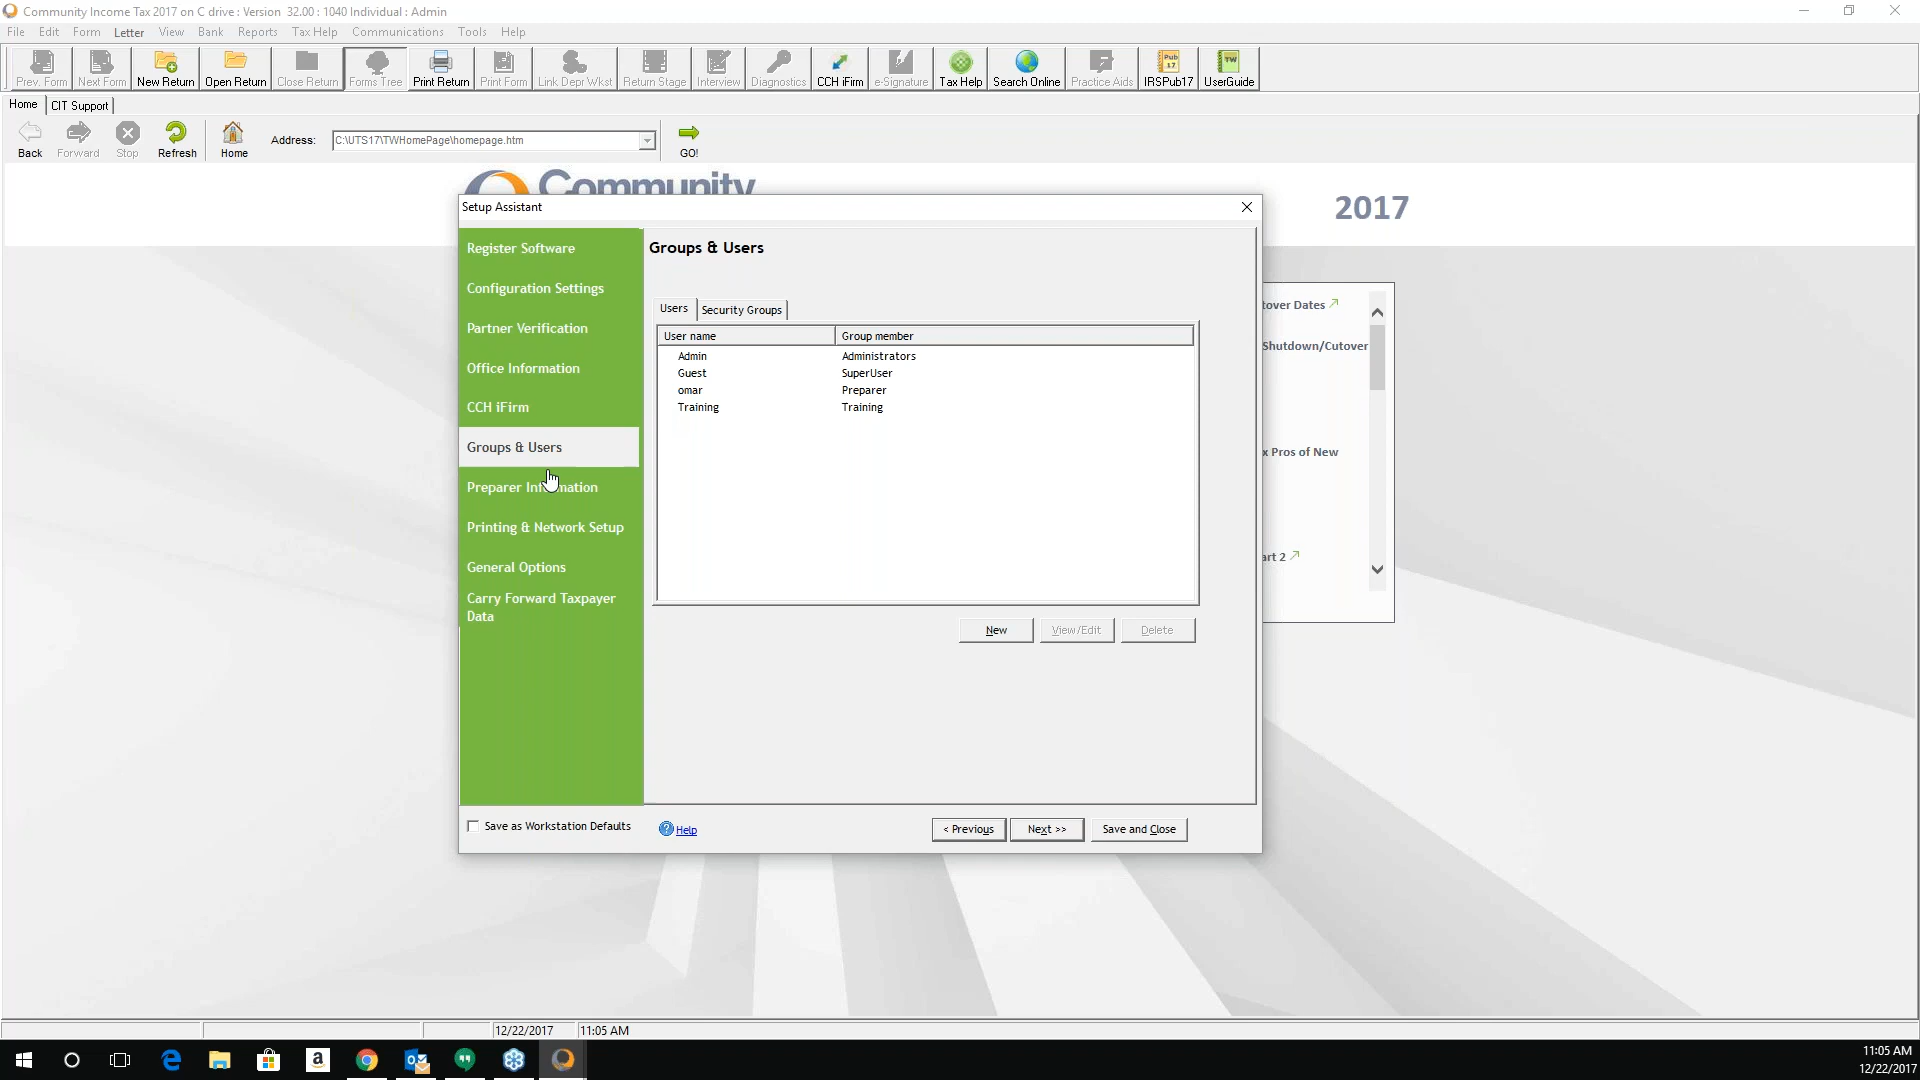 Community Income Tax 2017 on C drive : Version 32.00 : 1040 Individual : Admin
File Edit Form Letter View Bank Reports Tax Help Communications Tools Help
Prev. Form Next Form New Return Open Return Close Return Forms Tree Print Return Print Form Link Depr Wkst Return Stage Interview Diagnostics CCH iFirm e-Signature Tax Help Search Online Practice Aids IRSPub17 UserGuide
Pub 17
TW
Home CIT Support
Back Forward Stop Refresh Home Address: C:\UTS17\TWHomePage\homepage.htm GO!
Community
2017
Setup Assistant
Register Software
Configuration Settings
Partner Verification
Office Information
CCH iFirm
Groups & Users
Preparer Information
Printing & Network Setup
General Options
Carry Forward Taxpayer
Data
Groups & Users
Users Security Groups
User name Group member
Admin Administrators
Guest SuperUser
omar Preparer
Training Training
New View/Edit Delete
tover Dates
Shutdown/Cutover
x Pros of New
art 2
Save as Workstation Defaults Help < Previous Next >> Save and Close
12/22/2017 11:05 AM
11:05 AM
12/22/2017